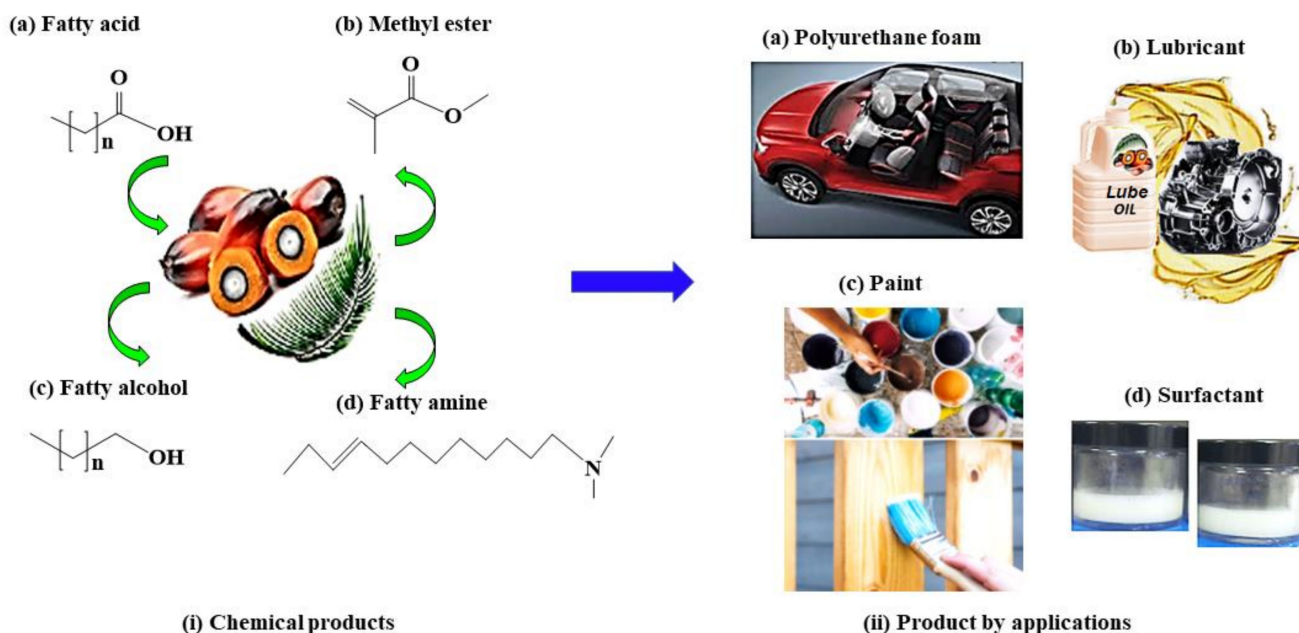 (a) Fatty acid
O
n
OH
(b) Methyl ester
O
O
(c) Fatty alcohol
n
OH
(d) Fatty amine
N
(i) Chemical products
(a) Polyurethane foam
(b) Lubricant
Lube
OIL
(c) Paint
(d) Surfactant
(ii) Product by applications